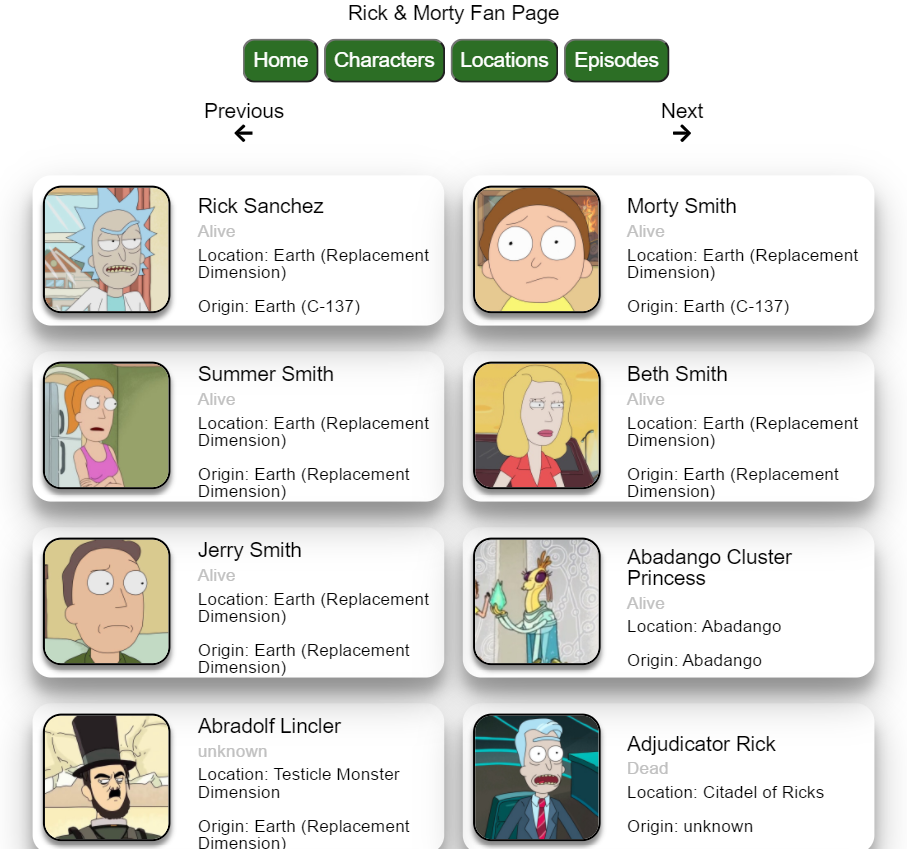 Rick & Morty Fan Page
Home Characters Locations Episodes
Previous Next
Rick Sanchez
Alive
Location: Earth (Replacement
Dimension)
Origin: Earth (C-137)
Morty Smith
Alive
Location: Earth (Replacement
Dimension)
Origin: Earth (C-137)
Summer Smith
Alive
Location: Earth (Replacement
Dimension)
Origin: Earth (Replacement
Dimension)
Beth Smith
Alive
Location: Earth (Replacement
Dimension)
Origin: Earth (Replacement
Dimension)
Jerry Smith
Alive
Location: Earth (Replacement
Dimension)
Origin: Earth (Replacement
Dimension)
Abadango Cluster
Princess
Alive
Location: Abadango
Origin: Abadango
Abradolf Lincler
unknown
Location: Testicle Monster
Dimension
Origin: Earth (Replacement
Dimension)
Adjudicator Rick
Dead
Location: Citadel of Ricks
Origin: unknown